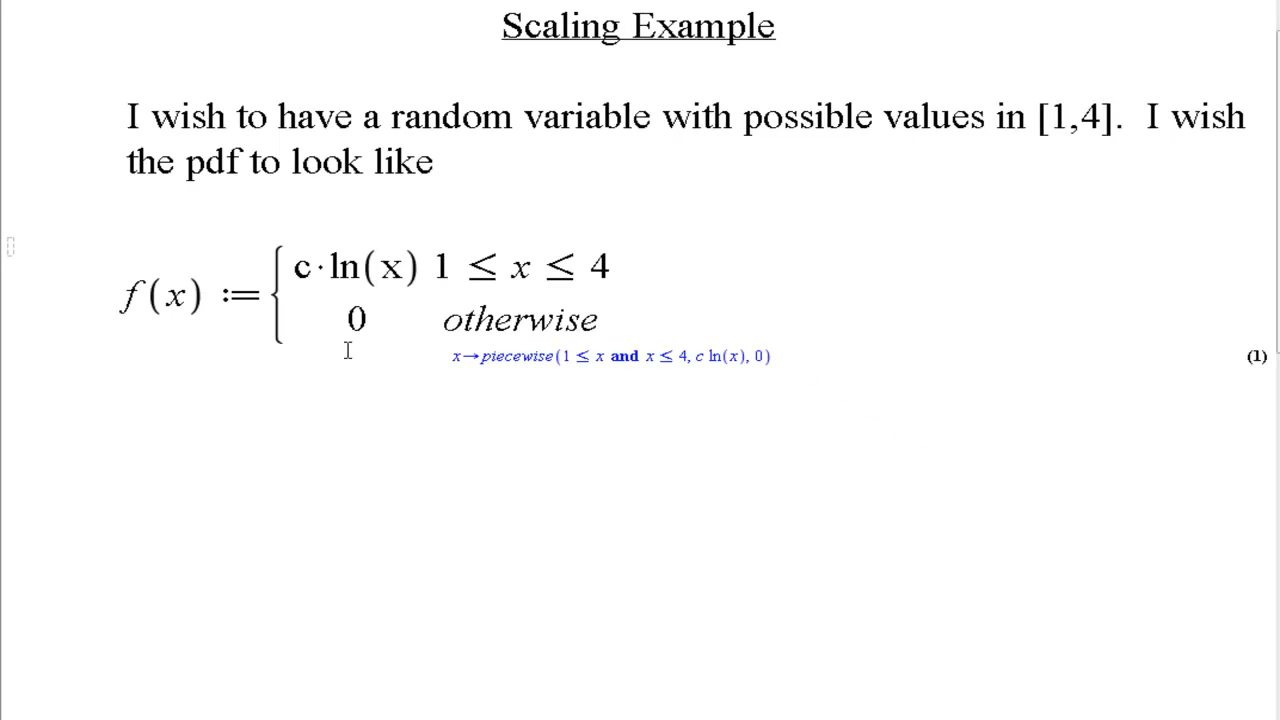 Scaling Example
I wish to have a random variable with possible values in [1,4].  I wish
the pdf to look like
f(x) := { c·ln(x) 1 ≤ x ≤ 4
0 otherwise
x→piecewise(1 ≤ x and x ≤ 4, c ln(x), 0) (1)